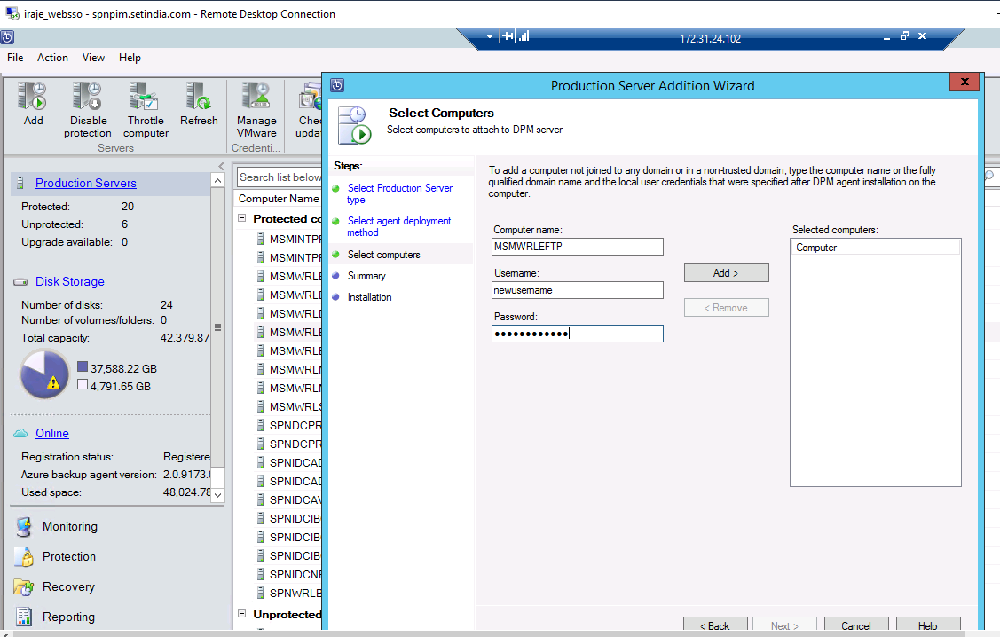 iraje_websso - spnpim.setindia.com - Remote Desktop Connection
172.31.24.102
File Action View Help
Add
Disable protection
Throttle computer
Refresh
Servers
Manage VMware
Credenti...
Production Servers
Protected: 20
Unprotected: 6
Upgrade available: 0
Disk Storage
Number of disks: 24
Number of volumes/folders: 0
Total capacity: 42,379.87
37,588.22 GB
4,791.65 GB
Online
Registration status: Registere
Azure backup agent version: 2.0.9173.
Used space: 48,024.78
Monitoring
Protection
Recovery
Reporting
Search list below
Computer Name
Protected co
MSMINTP
MSMINTP
MSMWRLE
MSMWRL
MSMWRL
MSMWRLE
MSMWRLE
MSMWRL
MSMWRL
MSMWRLS
SPNDCPR
SPNDCPR
SPNIDCAD
SPNIDCAD
SPNIDCAV
SPNIDCIB
SPNIDCIB
SPNIDCIB
SPNIDCNE
SPNWRLE
Unprotected
Production Server Addition Wizard
Select Computers
Select computers to attach to DPM server
Steps:
Select Production Server type
Select agent deployment method
Select computers
Summary
Installation
To add a computer not joined to any domain or in a non-trusted domain, type the computer name or the fully
qualified domain name and the local user credentials that were specified after DPM agent installation on the
computer.
Computer name:
MSMWRLEFTP
Username:
newusername
Password:
Add >
< Remove
Selected computers:
Computer
< Back
Next >
Cancel
Help